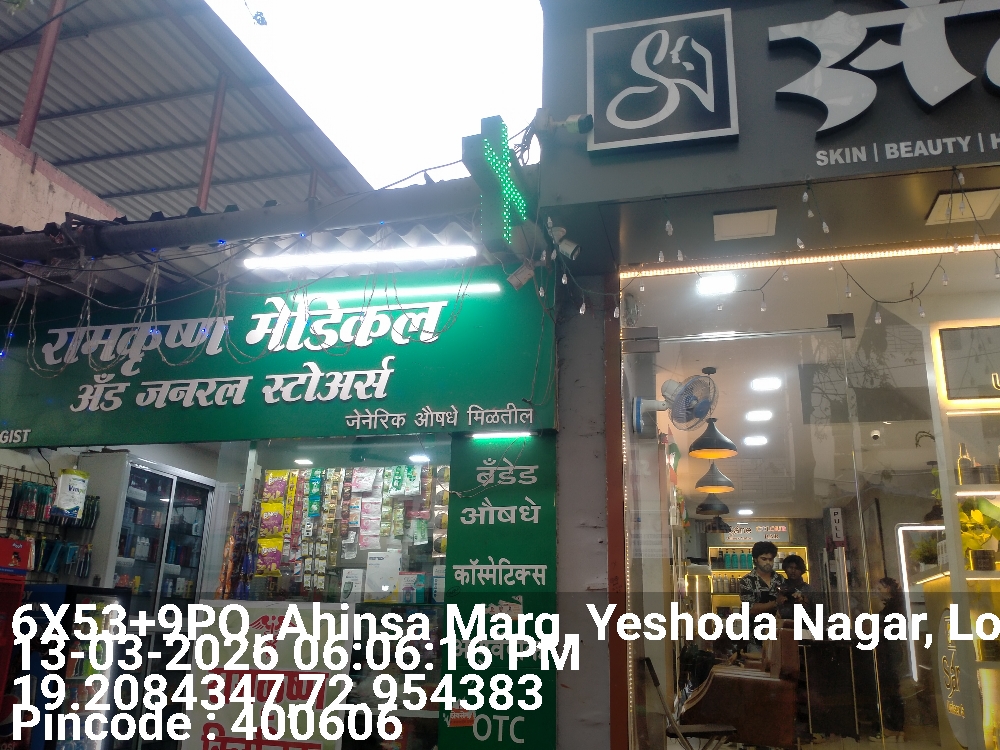 SKIN | BEAUTY | H
रामकृष्ण मेडिकल
अँड जनरल स्टोअर्स
जेनेरिक औषधे मिळतील
GIST
ब्रँडेड
औषधे
कॉस्मेटिक्स
OTC
PULL
6X53+9PQ, Ahinsa Marg, Yeshoda Nagar, Lo
13-03-2026 06:06:16 PM
19.2084347,72.954383
Pincode : 400606